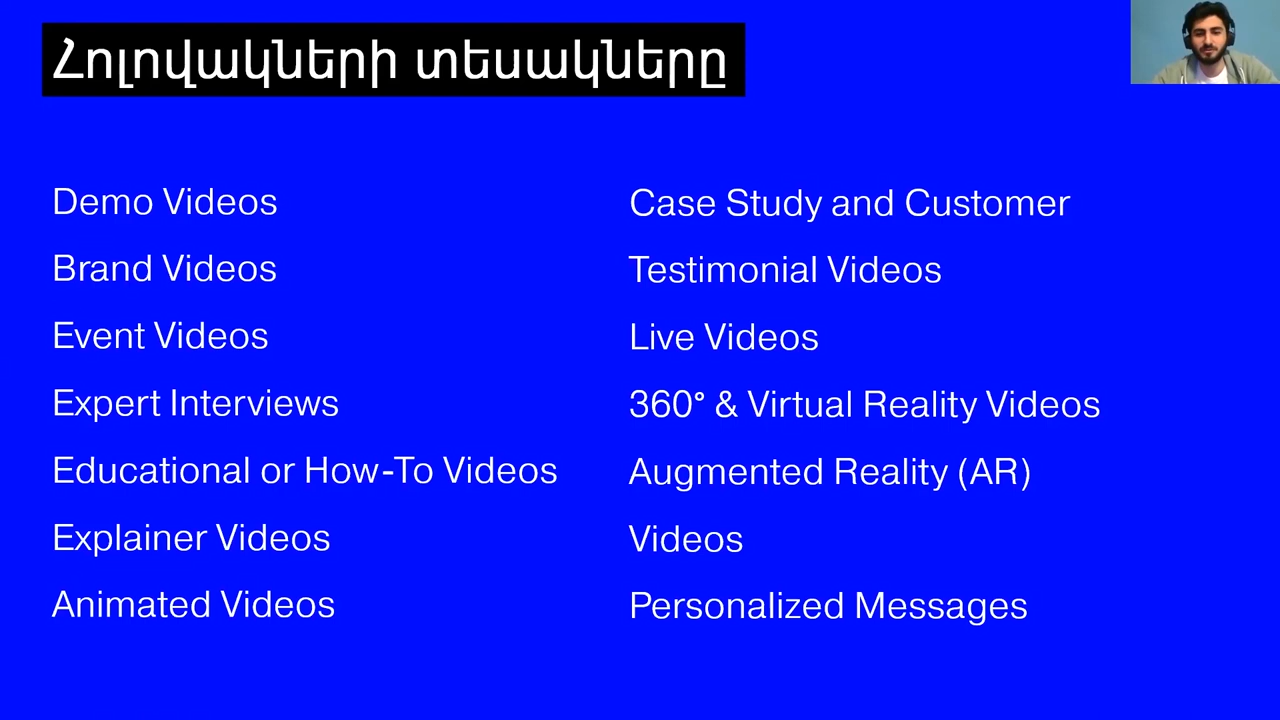 Հոլովակների տեսակները
Demo Videos
Brand Videos
Event Videos
Expert Interviews
Educational or How-To Videos
Explainer Videos
Animated Videos
Case Study and Customer
Testimonial Videos
Live Videos
360° & Virtual Reality Videos
Augmented Reality (AR)
Videos
Personalized Messages